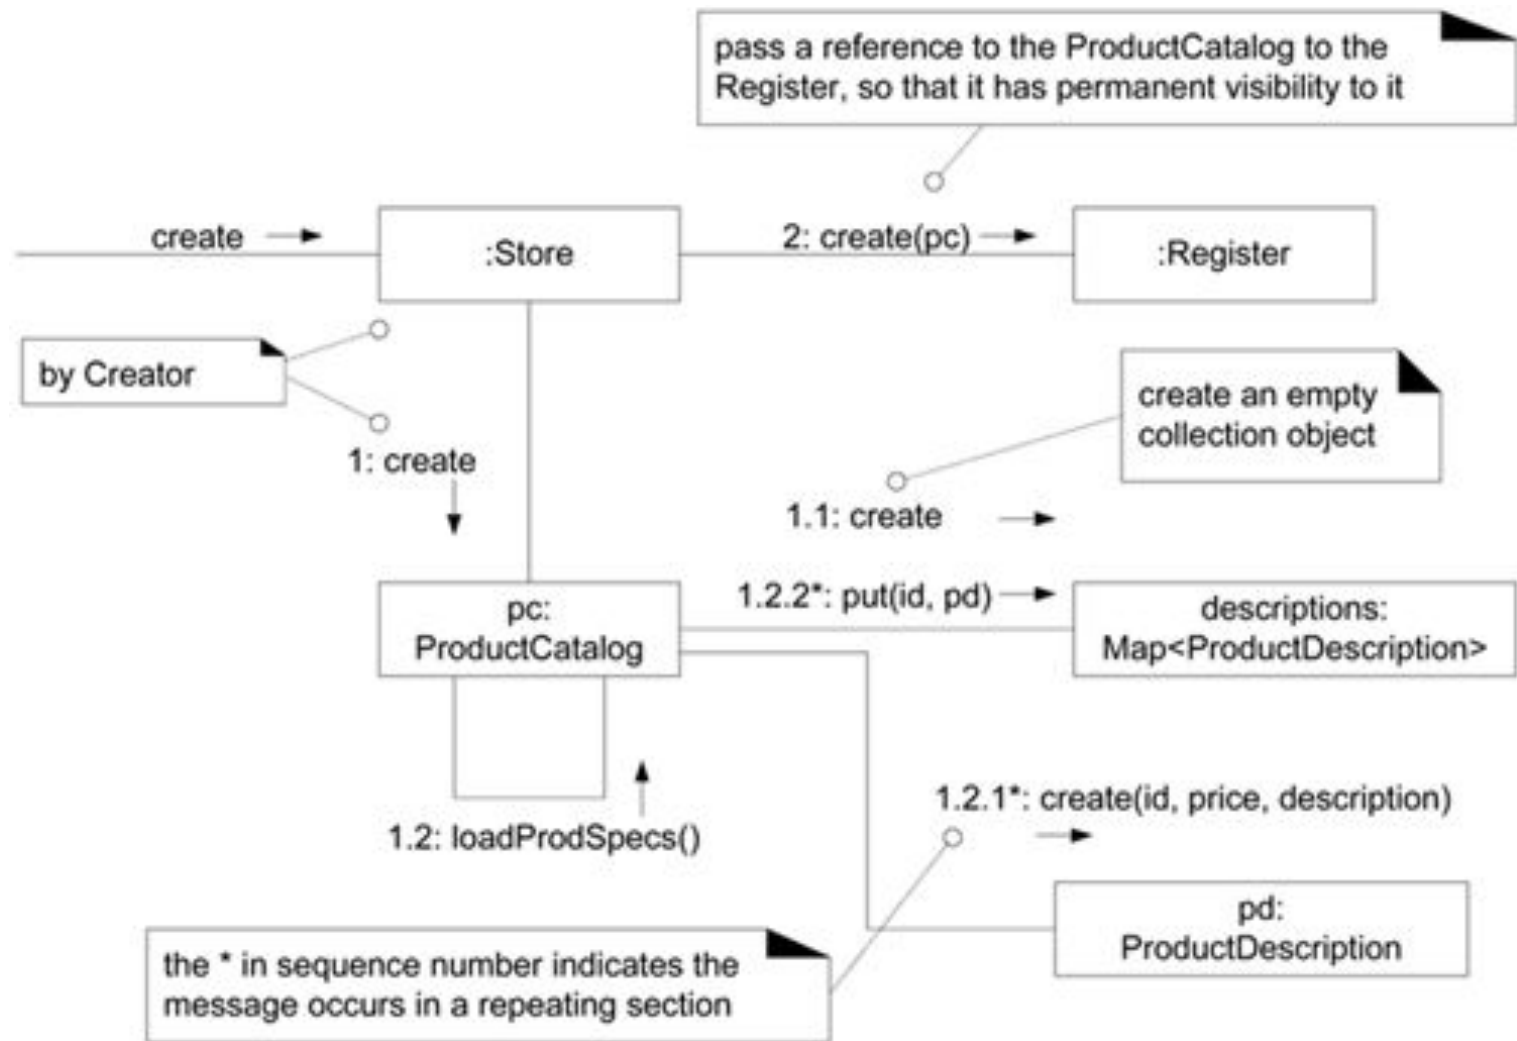 pass a reference to the ProductCatalog to the
Register, so that it has permanent visibility to it
create
:Store
2: create(pc)
:Register
by Creator
1: create
create an empty
collection object
1.1: create
1.2.2*: put(id, pd)
pc:
ProductCatalog
descriptions:
Map<ProductDescription>
1.2: loadProdSpecs()
1.2.1*: create(id, price, description)
pd:
ProductDescription
the * in sequence number indicates the
message occurs in a repeating section